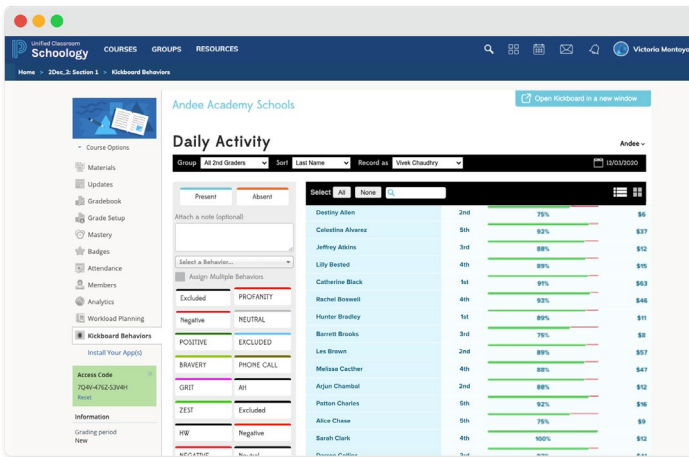 Unified Classroom
Schoology
COURSES GROUPS RESOURCES
Victoria Montoya
Home > 2Dec_2: Section 1 > Kickboard Behaviors
Course Options
Materials
Updates
Gradebook
Grade Setup
Mastery
Badges
Attendance
Members
Analytics
Workload Planning
Kickboard Behaviors
Install Your App(s)
Access Code
7Q4V-476Z-53V4H
Reset
Information
Grading period
New
Andee Academy Schools
Open Kickboard in a new window
Daily Activity
Andee
Group All 2nd Graders Sort Last Name Record as Vivek Chaudhry 12/03/2020
Present Absent
Attach a note (optional)
Select a Behavior...
Assign Multiple Behaviors
Excluded PROFANITY
Negative NEUTRAL
POSITIVE EXCLUDED
BRAVERY PHONE CALL
GRIT AH
ZEST Excluded
HW Negative
NEGATIVE Neutral
Select All None
Destiny Allen 2nd 75% $6
Celestina Alvarez 5th 92% $37
Jeffrey Atkins 3rd 88% $12
Lilly Bested 4th 89% $15
Catherine Black 1st 91% $63
Rachel Boswell 4th 93% $46
Hunter Bradley 1st 89% $11
Barrett Brooks 3rd 75% $8
Les Brown 2nd 89% $57
Melissa Cacther 4th 88% $47
Arjun Chambal 2nd 88% $12
Patton Charles 5th 92% $16
Alice Chase 5th 75% $9
Sarah Clark 4th 100% $12